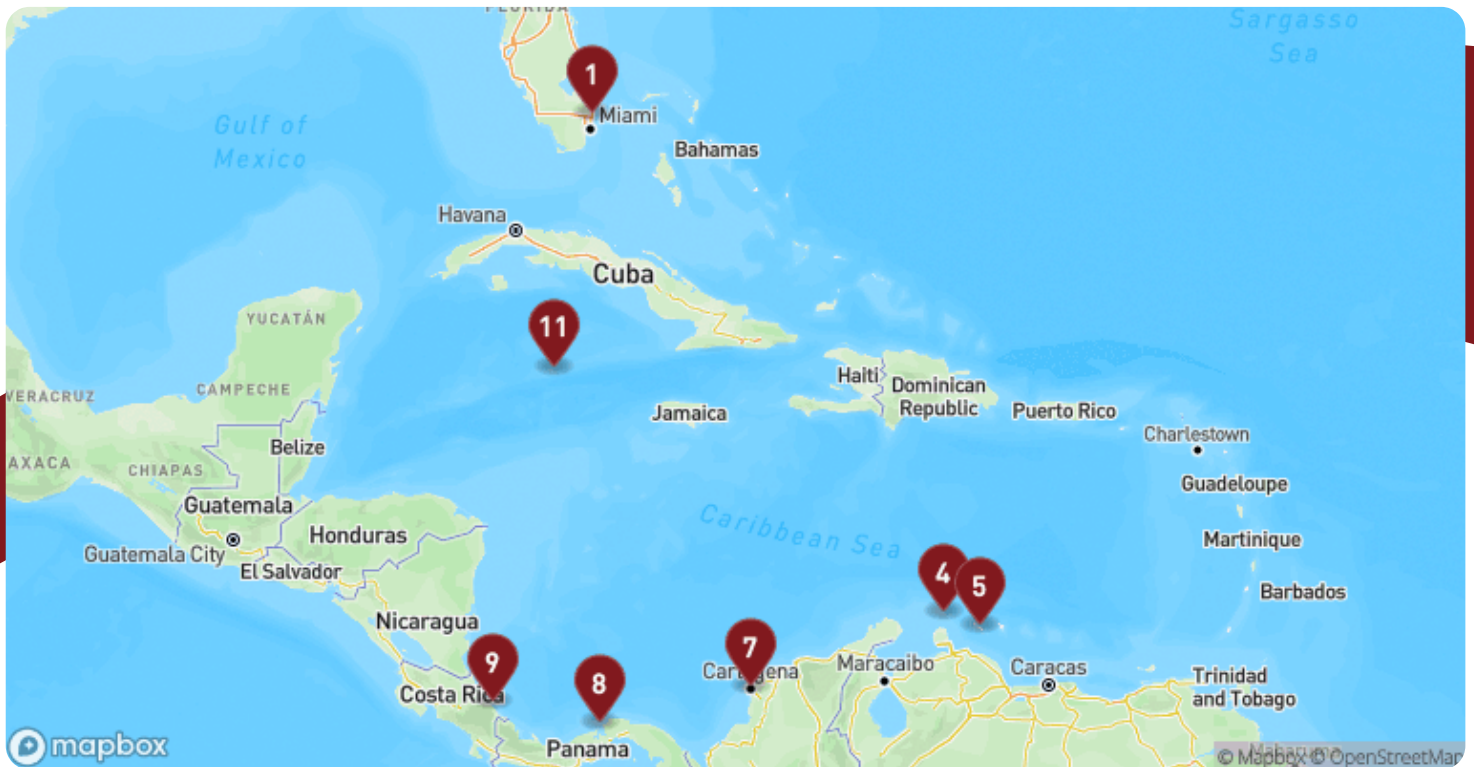 FLORIDA
Sargasso
Sea
1
Miami
Gulf of
Mexico
Bahamas
Havana
Cuba
YUCATÁN
11
Haiti
Dominican
Republic
CAMPECHE
VERACRUZ
Jamaica
Puerto Rico
Charlestown
Belize
AXACA
CHIAPAS
Guadeloupe
Guatemala
Caribbean Sea
Honduras
Martinique
Guatemala City
El Salvador
4
5
Barbados
Nicaragua
7
9
Maracaibo
Caracas
Cartagena
8
Costa Rica
Trinidad
and Tobago
Panama
mapbox
© Mapbox © OpenStreetMap